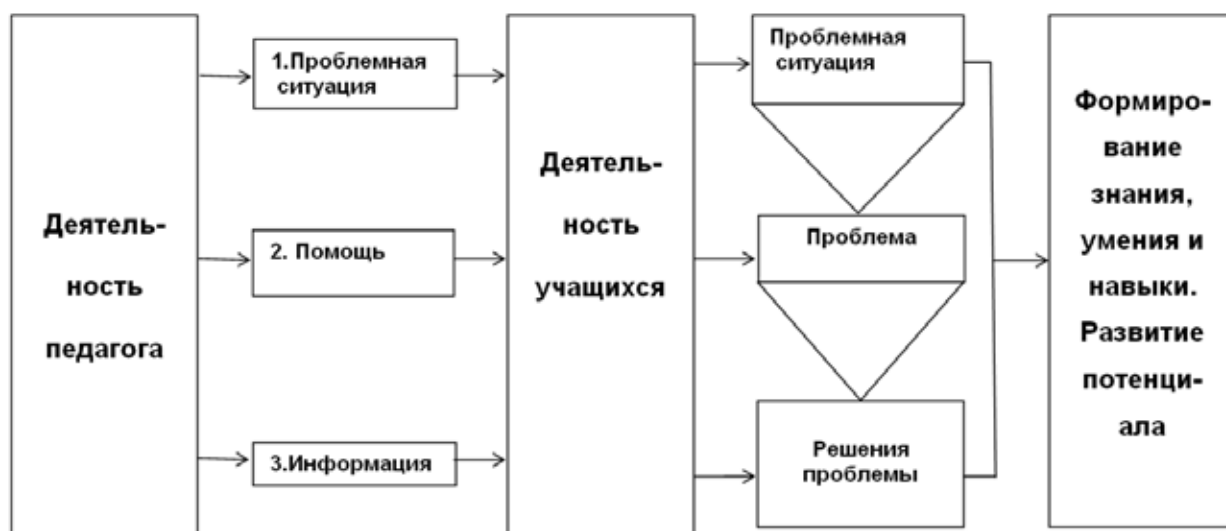 Деятель-
ность
педагога
1.Проблемная
ситуация
2. Помощь
3.Информация
Деятель-
ность
учащихся
Проблемная
ситуация
Проблема
Решения
проблемы
Формиро-
вание
знания,
умения и
навыки.
Развитие
потенци-
ала